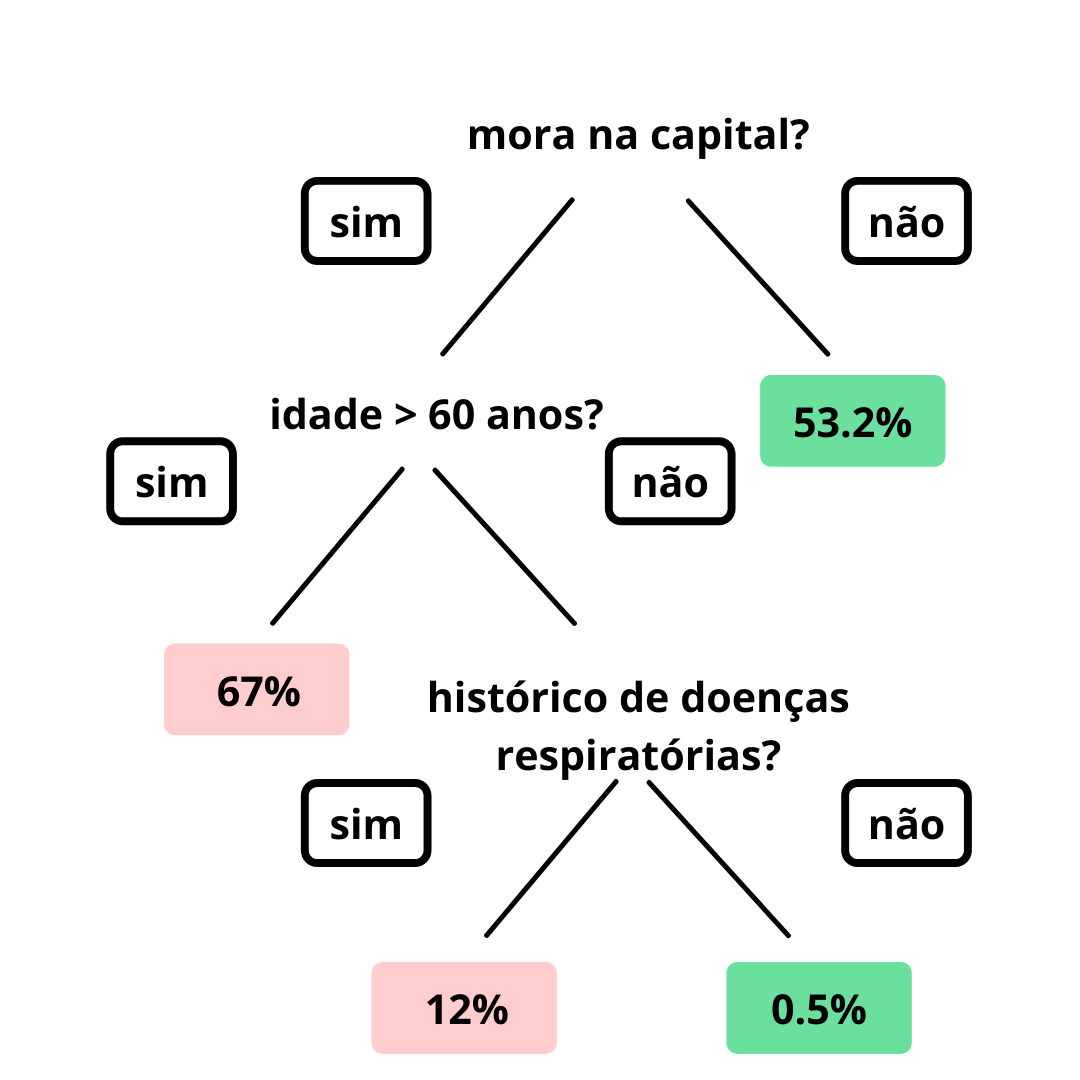 mora na capital?
sim
não
idade > 60 anos?
53.2%
sim
não
67%
histórico de doenças
respiratórias?
sim
não
12%
0.5%